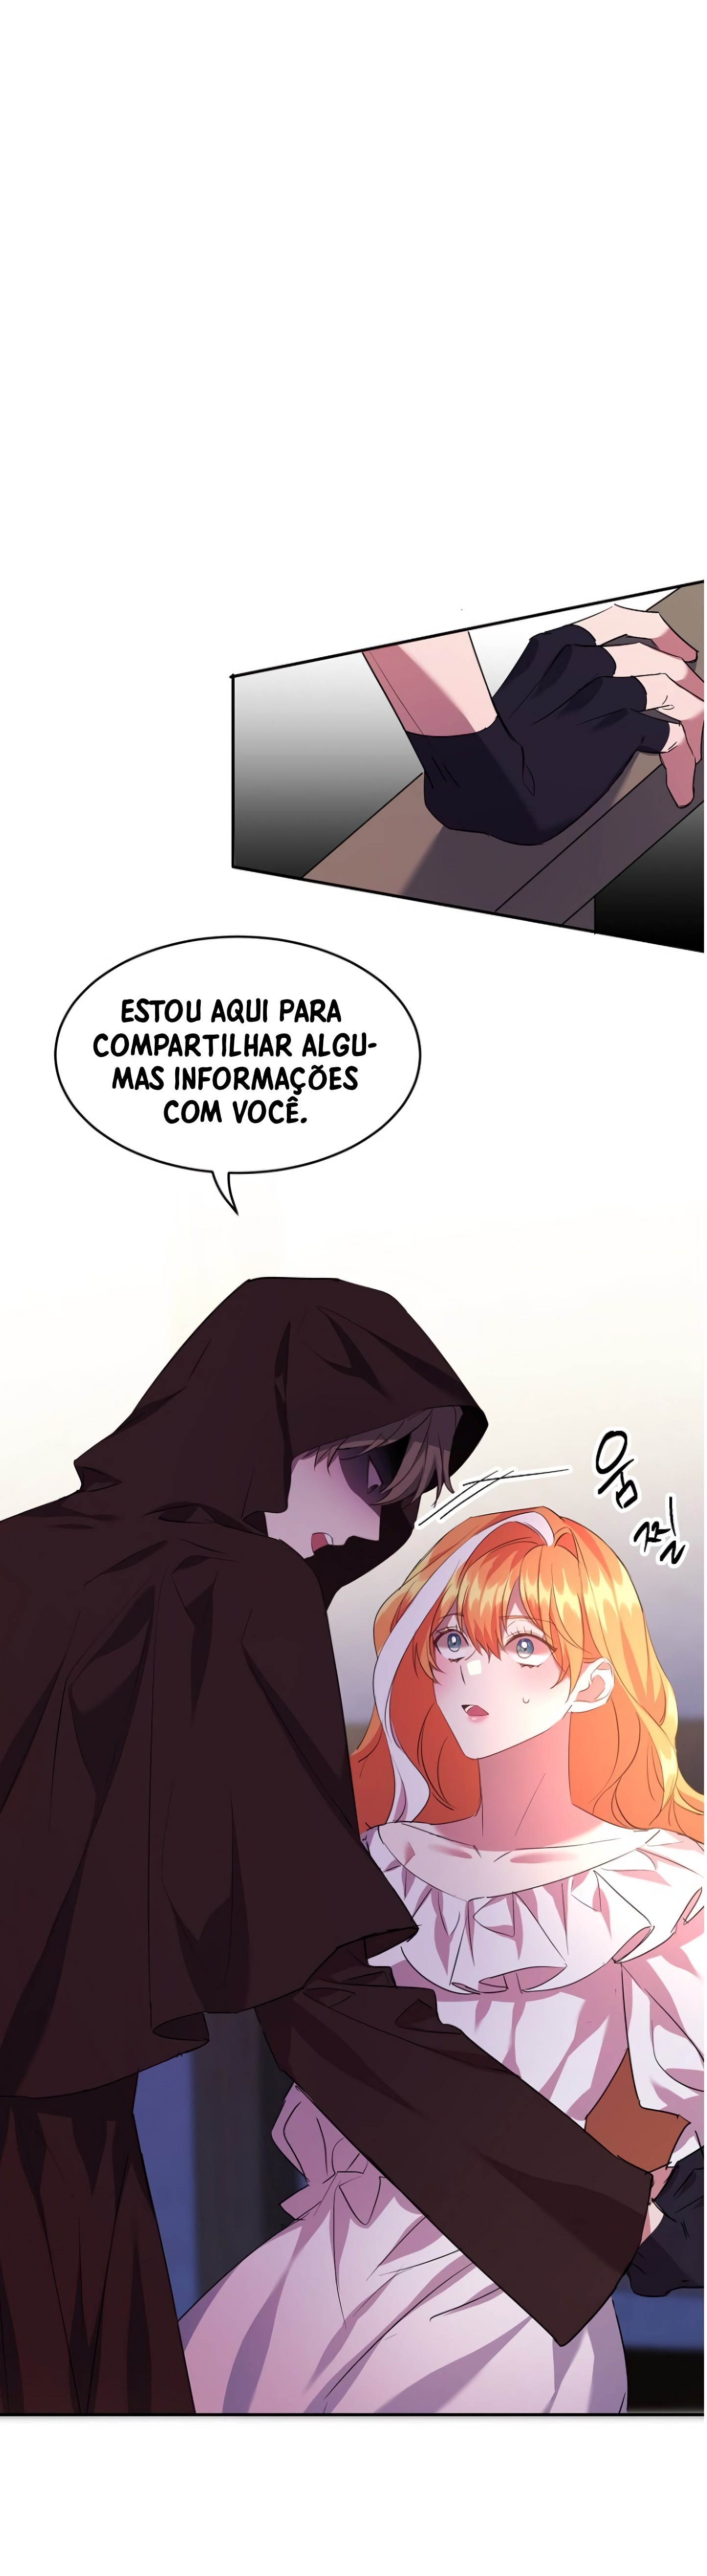 ESTOU AQUI PARA
COMPARTILHAR ALGU-
MAS INFORMAÇÕES
COM VOCÊ.
움
찔